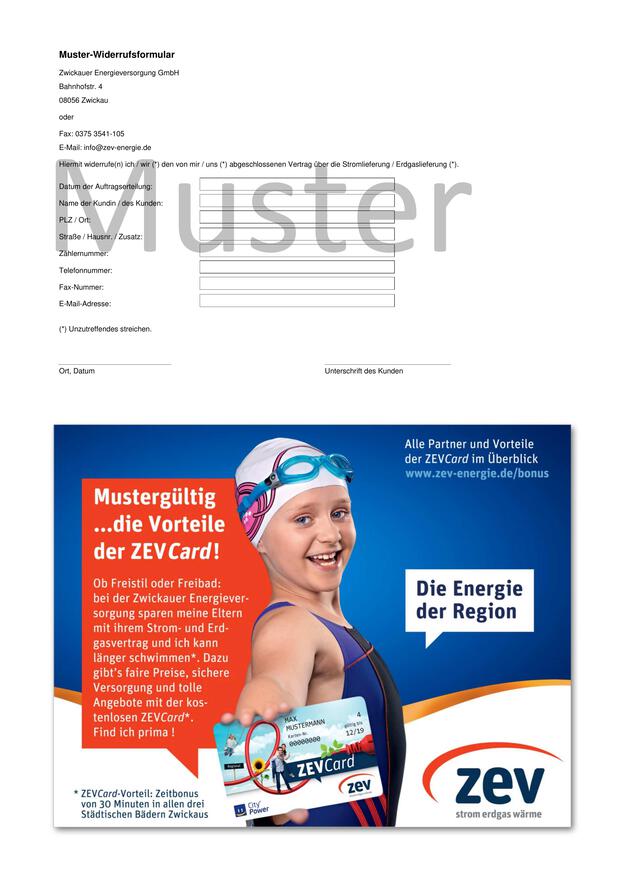 Muster-Widerrufsformular
Zwickauer Energieversorgung GmbH
Bahnhofstr. 4
08056 Zwickau
oder
Fax: 0375 3541-105
E-Mail: info@zev-energie.de
Hiermit widerrufe(n) ich / wir (*) den von mir / uns (*) abgeschlossenen Vertrag über die Stromlieferung / Erdgaslieferung (*).
Muster
Datum der Auftragserteilung:
Name der Kundin / des Kunden:
PLZ / Ort:
Straße / Hausnr. / Zusatz:
Zählernummer:
Telefonnummer:
Fax-Nummer:
E-Mail-Adresse:
(*) Unzutreffendes streichen.
Ort, Datum
Unterschrift des Kunden
Alle Partner und Vorteile
der ZEVCard im Überblick
www.zev-energie.de/bonus
Mustergültig
...die Vorteile
der ZEVCard!
Ob Freistil oder Freibad:
bei der Zwickauer Energiever-
sorgung sparen meine Eltern
mit ihrem Strom- und Erd-
gasvertrag und ich kann
länger schwimmen*. Dazu
gibt's faire Preise, sichere
Versorgung und tolle
Angebote mit der kos-
tenlosen ZEVCard*.
Find ich prima !
Die Energie
der Region
MAX
MUSTERMANN
Karten-Nr.
00000000
4
gültig bis
12/19
ZEVCard
zev
City
Power
* ZEVCard-Vorteil: Zeitbonus
von 30 Minuten in allen drei
Städtischen Bädern Zwickaus
zev
strom erdgas wärme